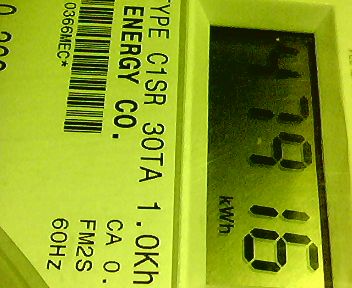 47916
kWh
TYPE C1SR 30TA 1.0Kh
ENERGY CO.
CA 0.
FM2S
60HZ
0366MEC*